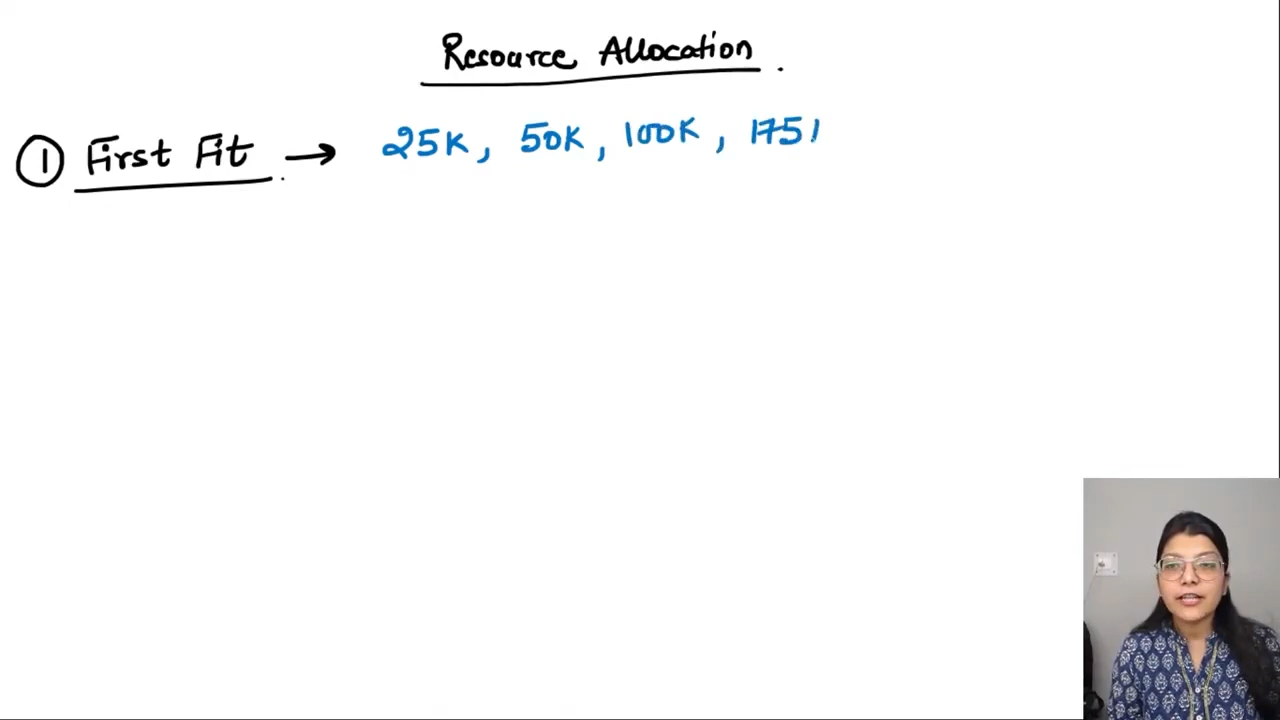 Resource Allocation.
① First Fit → 25K, 50K, 100K, 175